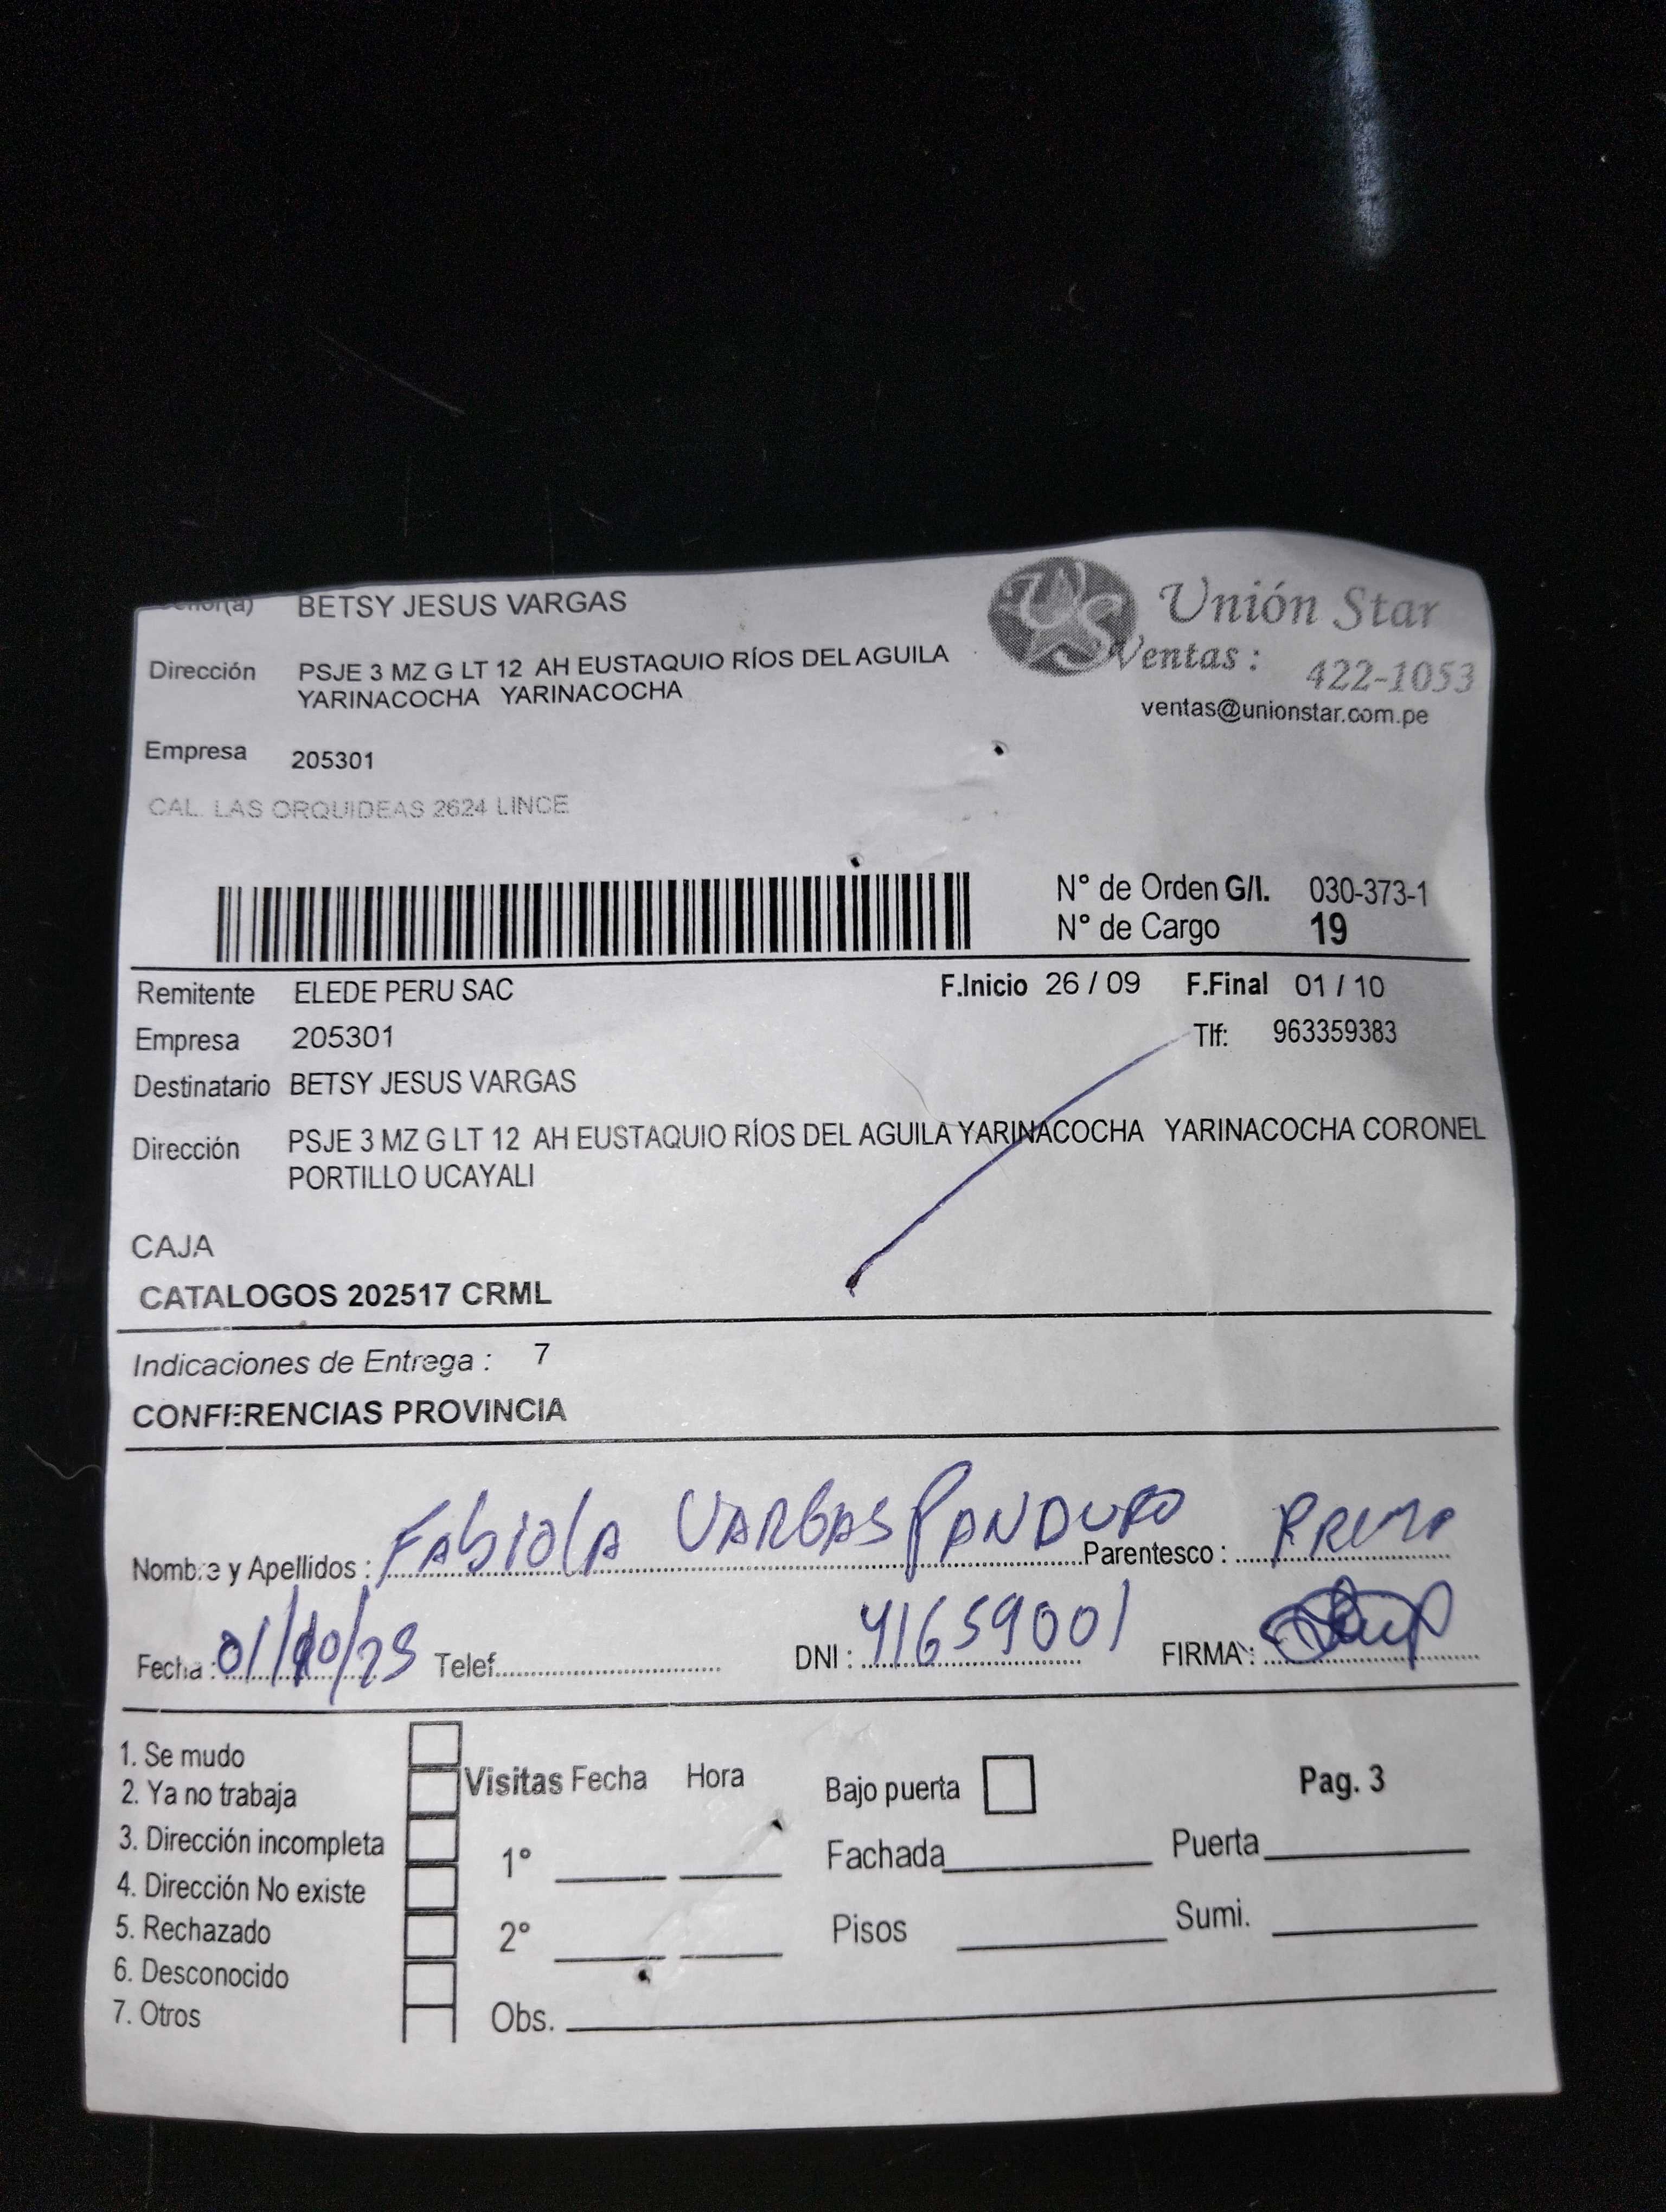 Señor(a) BETSY JESUS VARGAS
Unión Star
Ventas : 422-1053
ventas@unionstar.com.pe
Dirección PSJE 3 MZ G LT 12 AH EUSTAQUIO RÍOS DEL AGUILA
YARINACOCHA YARINACOCHA
Empresa 205301
CAL. LAS ORQUIDEAS 2624 LINCE
N° de Orden G/I. 030-373-1
N° de Cargo 19
Remitente ELEDE PERU SAC F.Inicio 26 / 09 F.Final 01 / 10
Empresa 205301 Tlf: 963359383
Destinatario BETSY JESUS VARGAS
Dirección PSJE 3 MZ G LT 12 AH EUSTAQUIO RÍOS DEL AGUILA YARINACOCHA YARINACOCHA CORONEL
PORTILLO UCAYALI
CAJA
CATALOGOS 202517 CRML
Indicaciones de Entrega : 7
CONFERENCIAS PROVINCIA
Nombre y Apellidos : FAbiolA VARGAS PANDURO Parentesco : PRIMA
Fecha : 01/10/25 Telef. DNI : 41659001 FIRMA :
1. Se mudo
2. Ya no trabaja
3. Dirección incompleta
4. Dirección No existe
5. Rechazado
6. Desconocido
7. Otros
Visitas Fecha Hora
1°
2°
Obs.
Bajo puerta
Pag. 3
Fachada Puerta
Pisos Sumi.